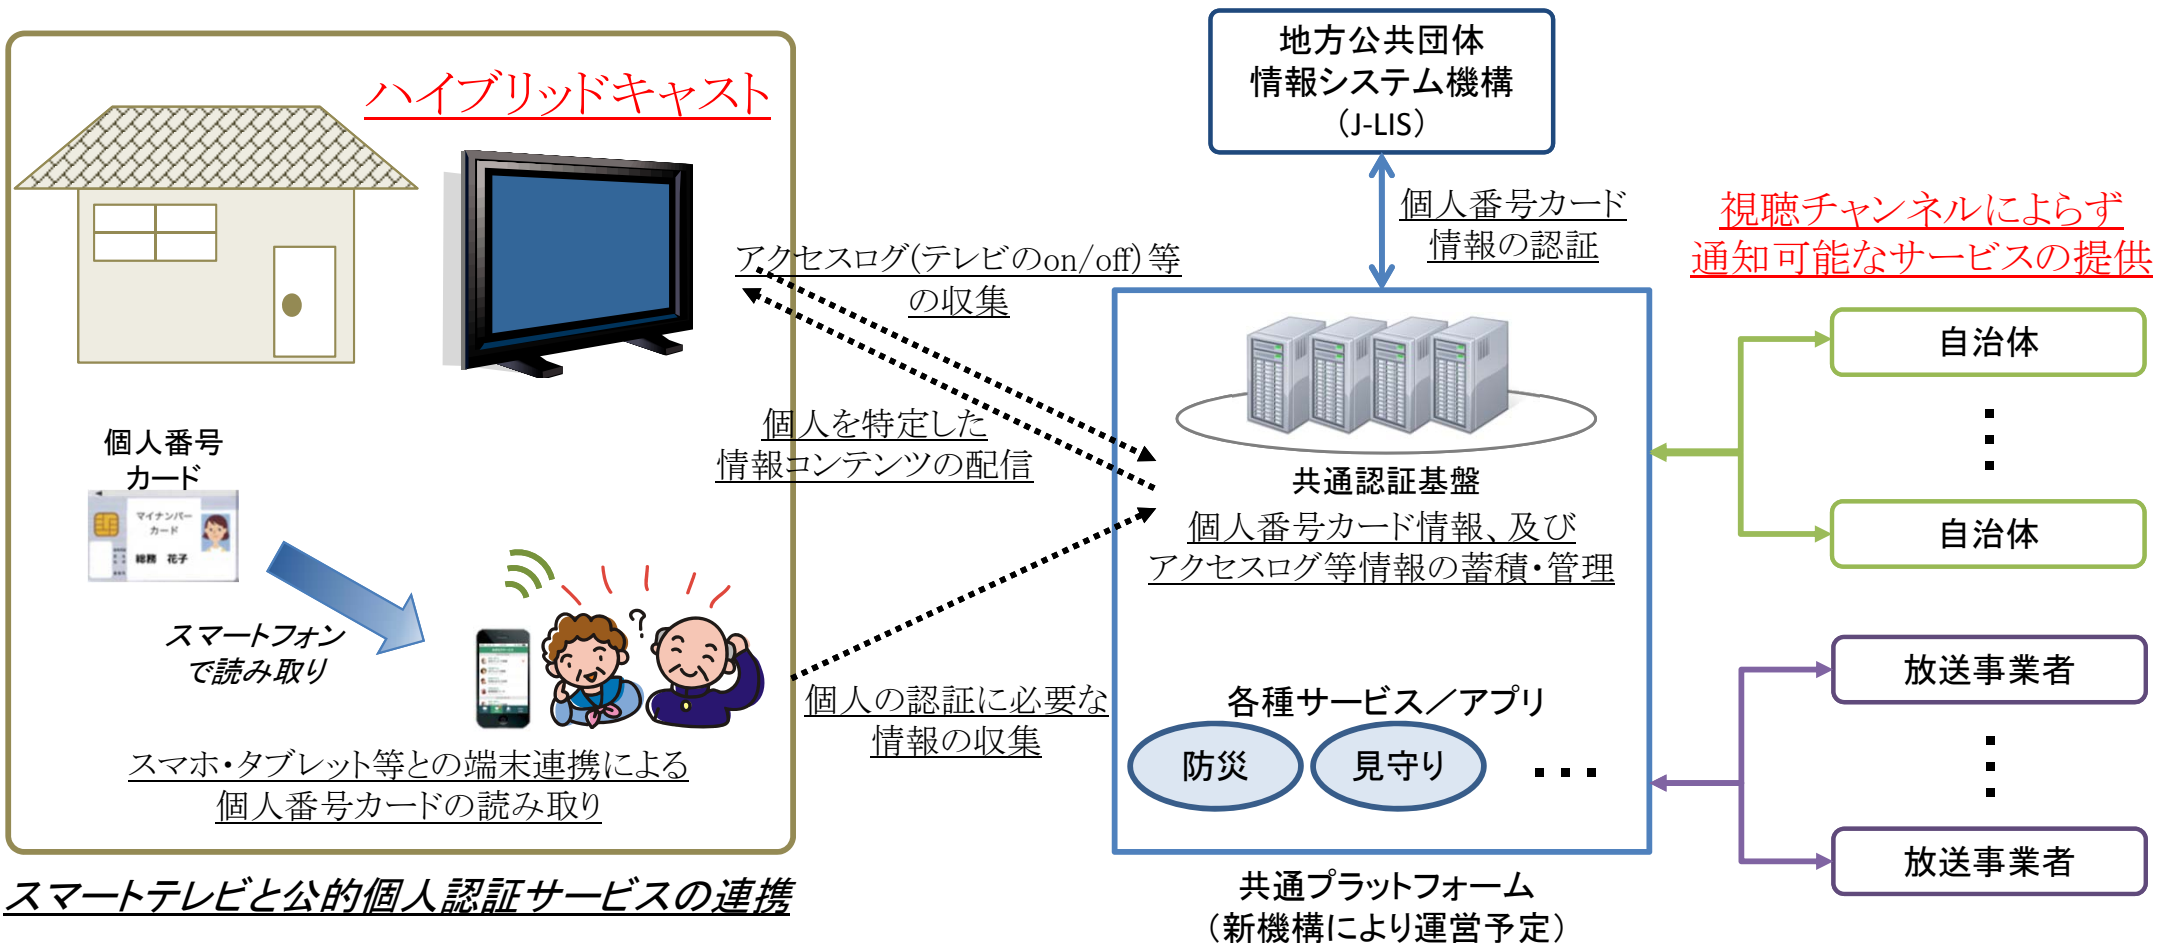 ハイブリッドキャスト
個人番号
カード
マイナンバー
カード
総務 花子
スマートフォン
で読み取り
スマホ・タブレット等との端末連携による
個人番号カードの読み取り
スマートテレビと公的個人認証サービスの連携
アクセスログ(テレビのon/off)等
の収集
個人を特定した
情報コンテンツの配信
個人の認証に必要な
情報の収集
地方公共団体
情報システム機構
（J-LIS）
個人番号カード
情報の認証
共通認証基盤
個人番号カード情報、及び
アクセスログ等情報の蓄積・管理
各種サービス／アプリ
防災
見守り
共通プラットフォーム
（新機構により運営予定）
視聴チャンネルによらず
通知可能なサービスの提供
自治体
自治体
放送事業者
放送事業者